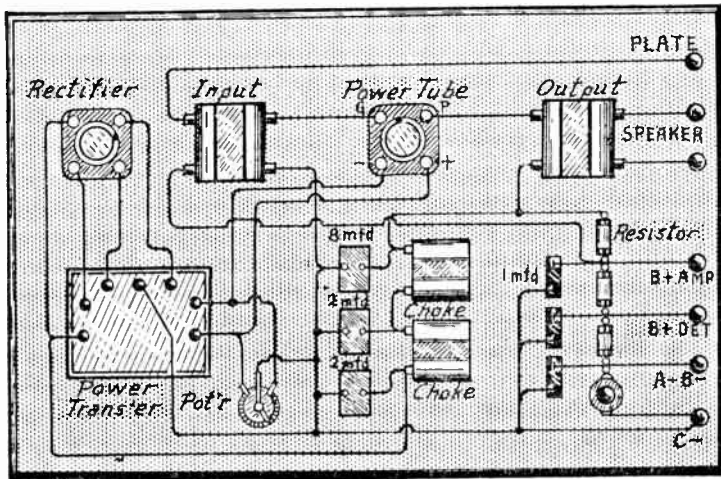 PLATE
Rectifier
Input
Power Tube
Output
G
P
SPEAKER
-
+
8 mfd
Resistor
1 mfd
B+AMP
2 mfd
Choke
B+DET
2 mfd
A-B-
Power
Transfer
Pot'r
Choke
C-